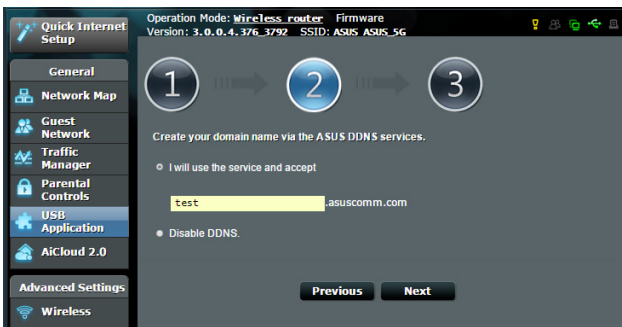 Quick Internet
Setup
Operation Mode: Wireless router Firmware
Version: 3.0.0.4.376_3792 SSID: ASUS ASUS_5G
General
Network Map
Guest
Network
Traffic
Manager
Parental
Controls
USB
Application
AiCloud 2.0
Advanced Settings
Wireless
1
2
3
Create your domain name via the ASUS DDNS services.
I will use the service and accept
test .asuscomm.com
Disable DDNS.
Previous Next